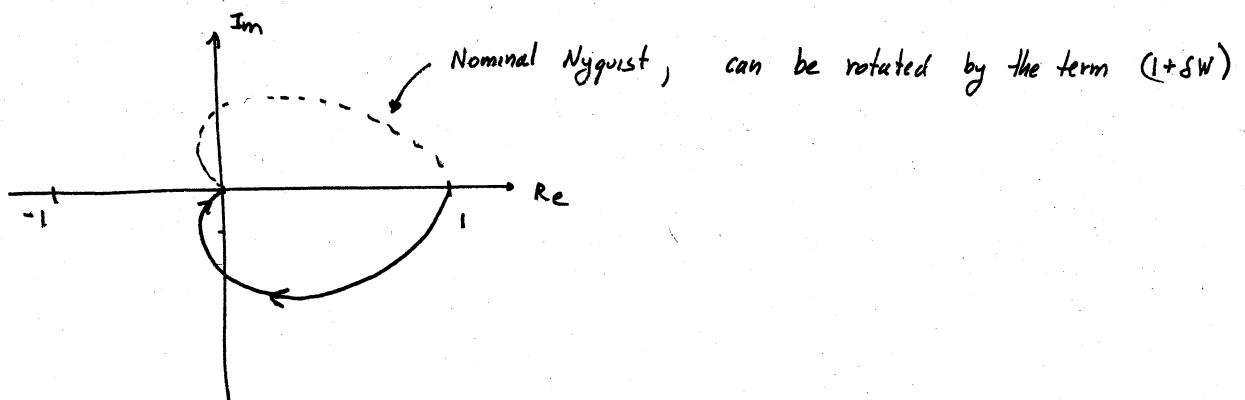 Im
Nominal Nyquist, can be rotated by the term (1+δW)
Re
-1
1